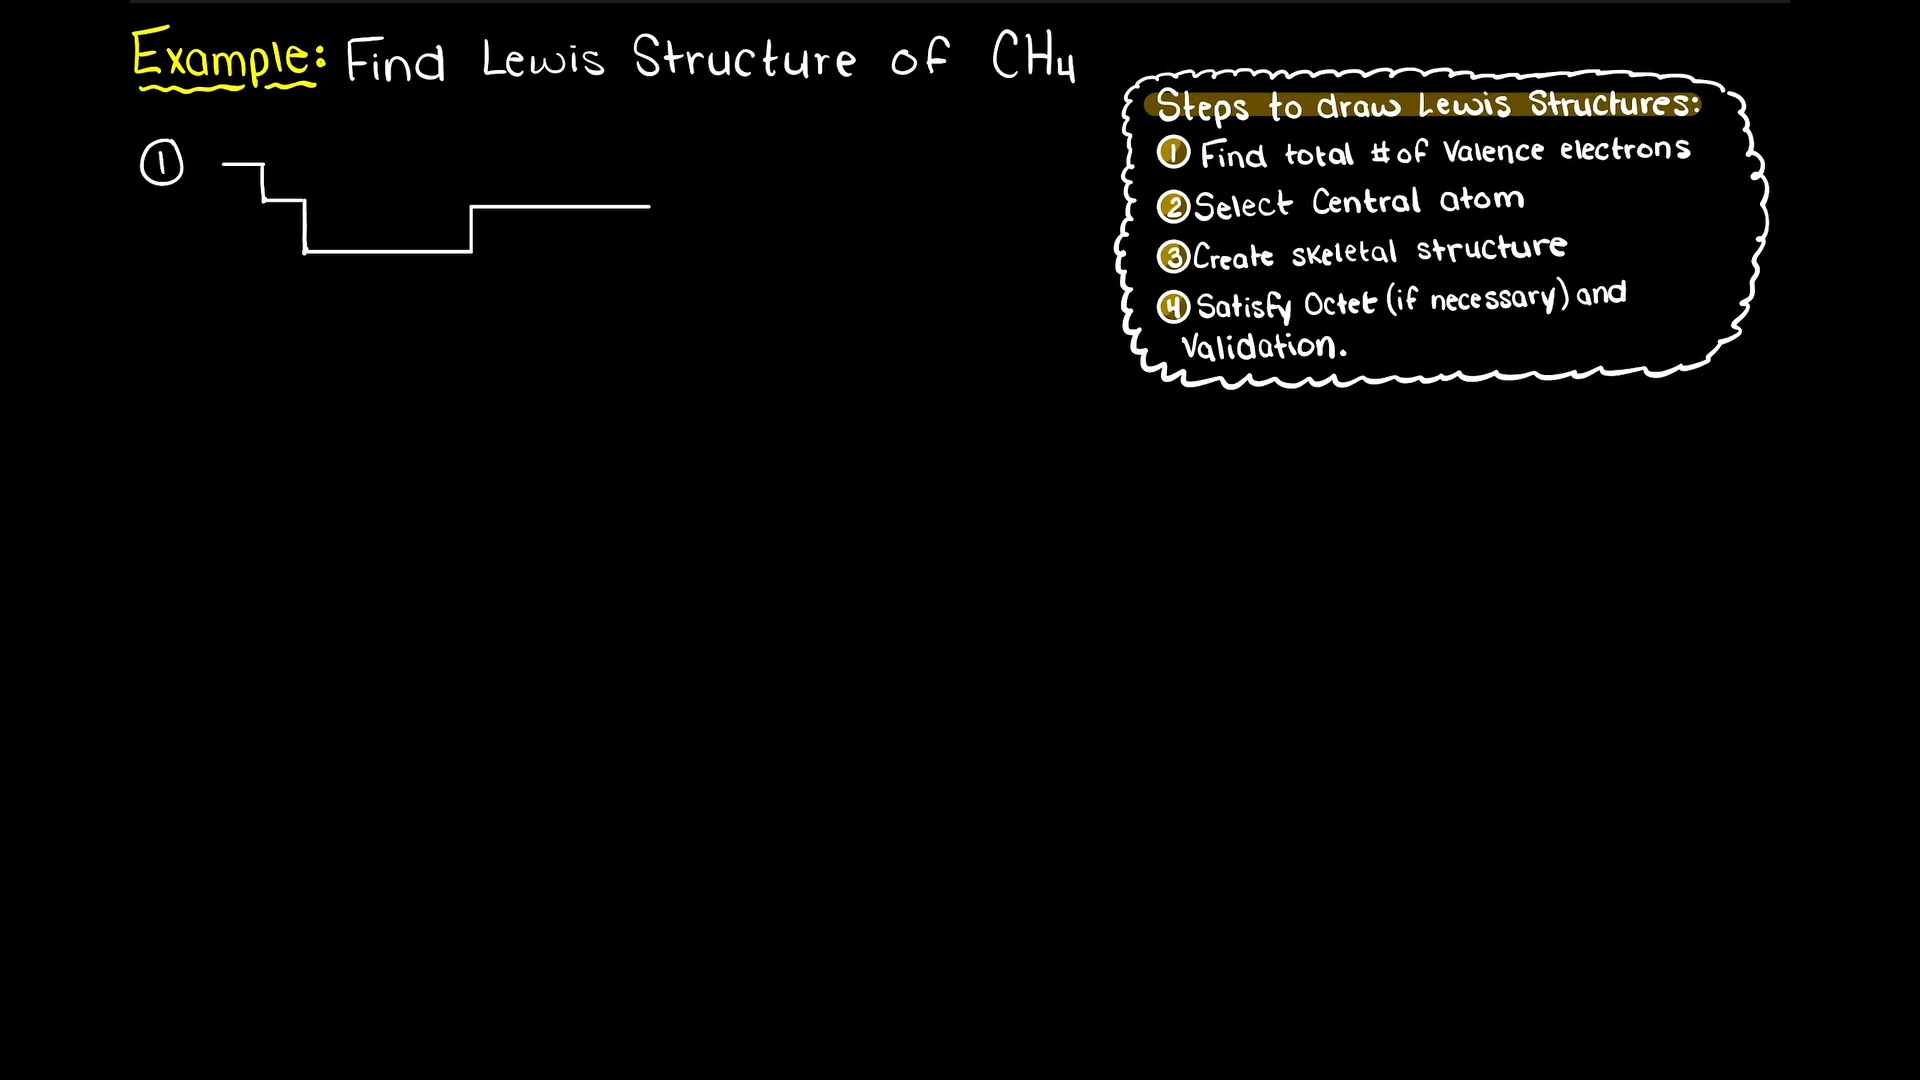 Example: Find Lewis Structure of CH₄
Steps to draw Lewis Structures:
① Find total # of Valence electrons
② Select Central atom
③ Create skeletal structure
④ Satisfy Octet (if necessary) and
Validation.
①